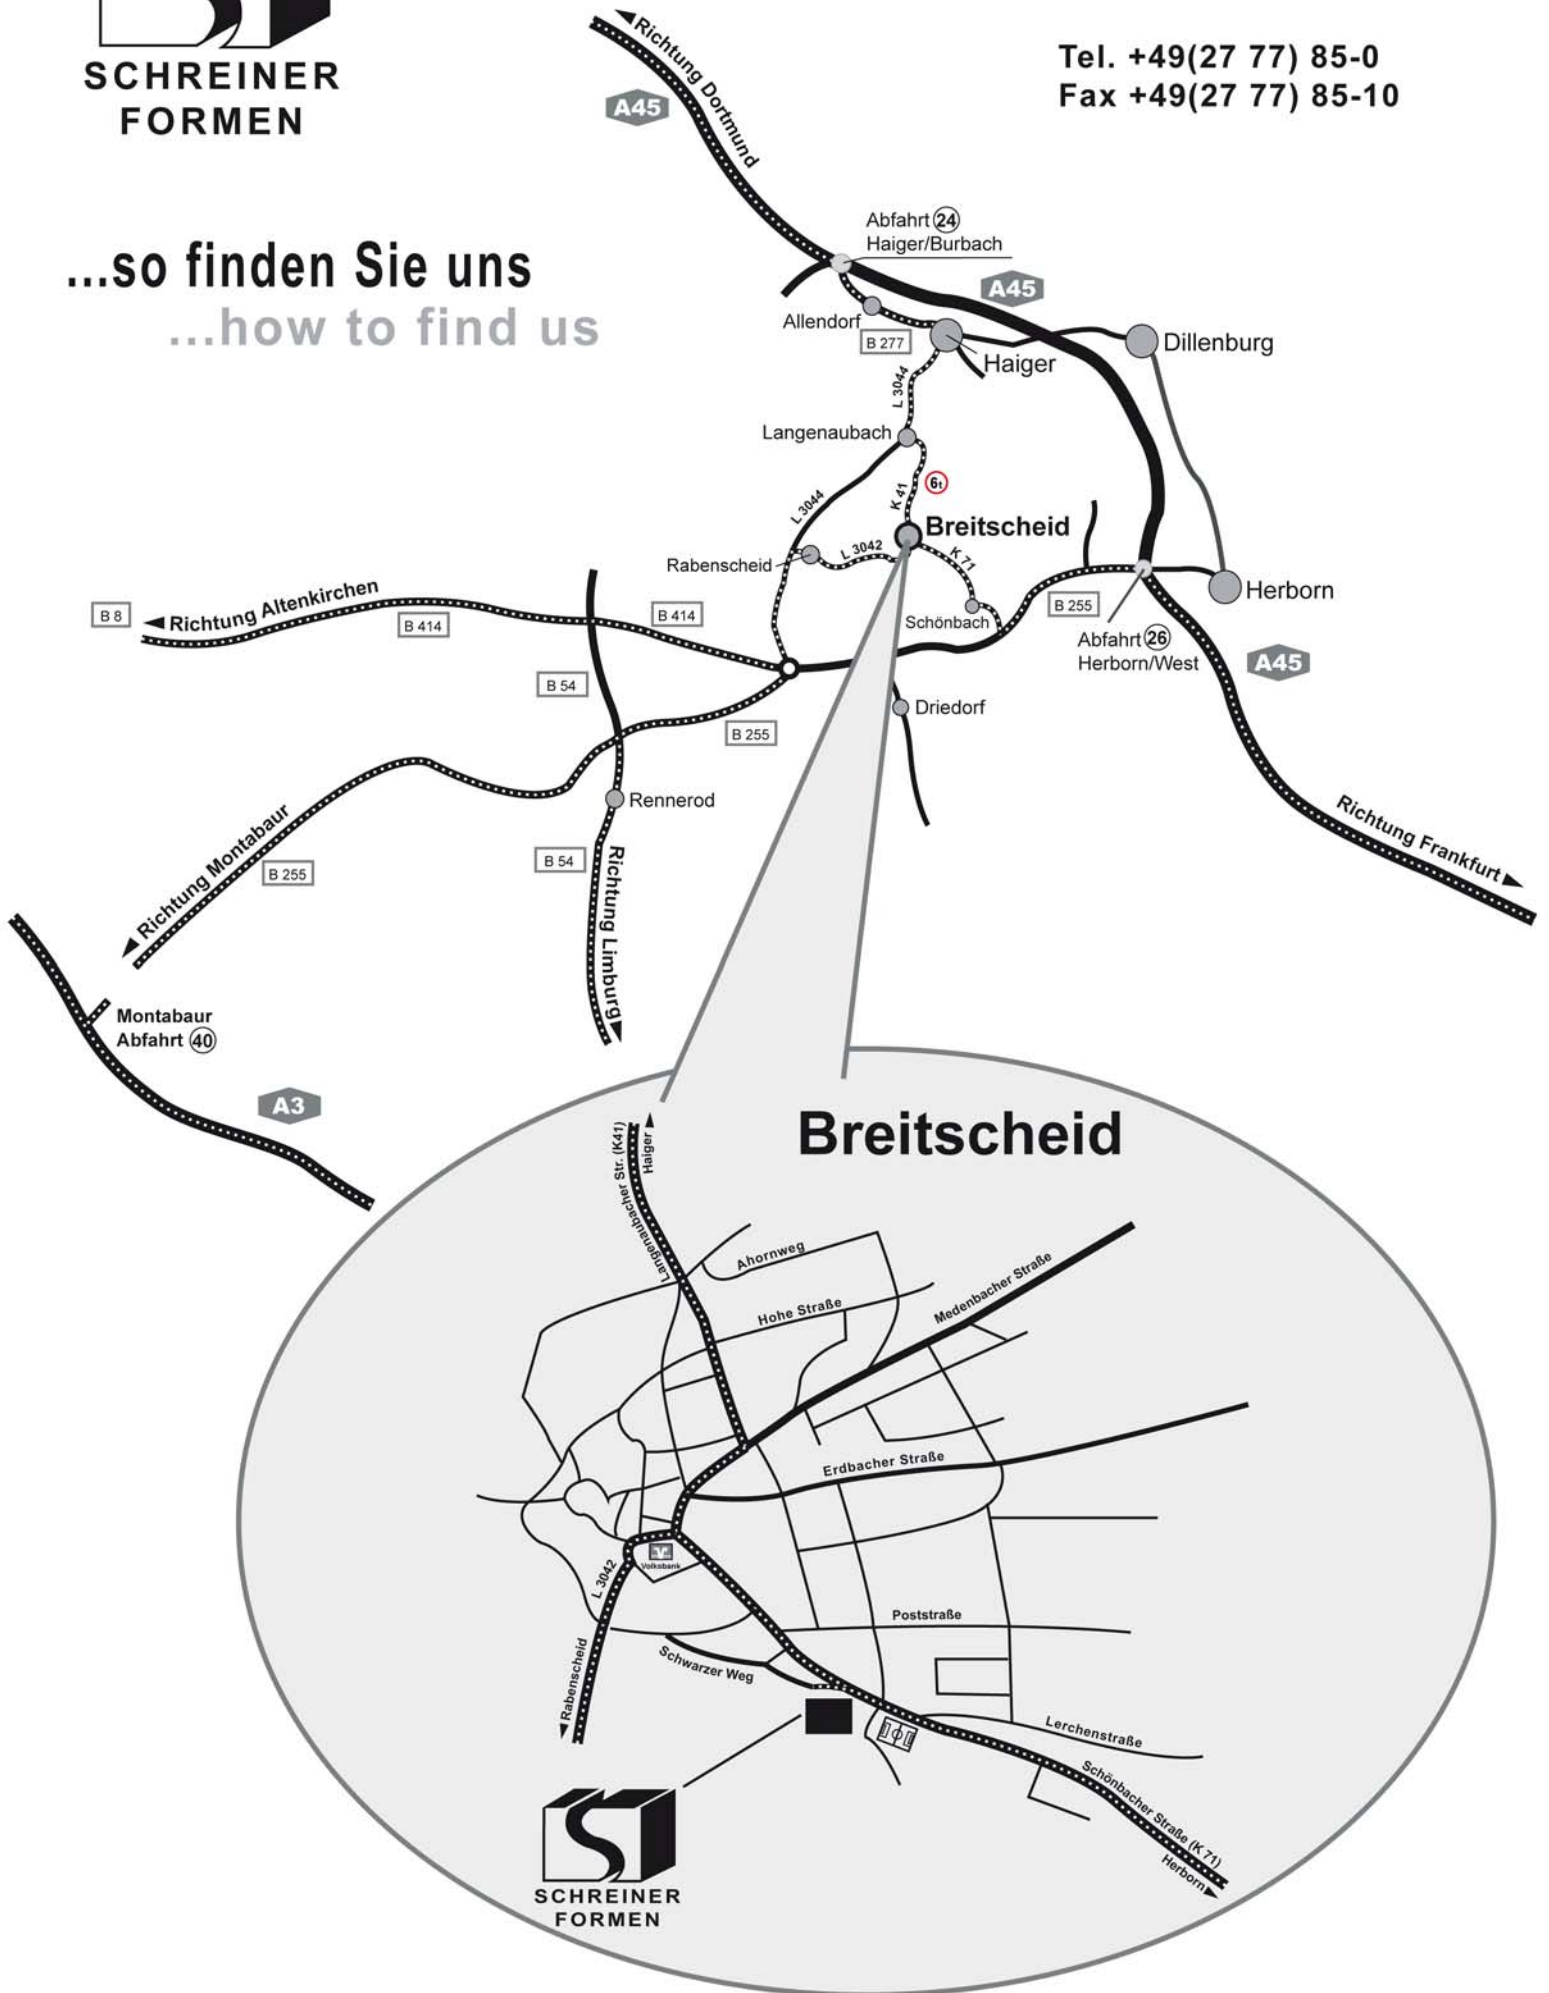 SCHREINER
FORMEN
Tel. +49(27 77) 85-0
Fax +49(27 77) 85-10
...so finden Sie uns
...how to find us
Richtung Dortmund
A45
Abfahrt 24
Haiger/Burbach
A45
Allendorf
B 277
Haiger
Dillenburg
L 3044
Langenaubach
6t
K 41
L 3044
Breitscheid
Rabenscheid
L 3042
K 71
B 8
Richtung Altenkirchen
B 414
B 414
Schönbach
B 255
Herborn
Abfahrt 26
Herborn/West
A45
B 54
B 255
Driedorf
Rennerod
Richtung Montabaur
B 255
B 54
Richtung Limburg
Richtung Frankfurt
Montabaur
Abfahrt 40
A3
Breitscheid
Langenaubacher Str. (K41)
Haiger
Ahornweg
Hohe Straße
Medenbacher Straße
Erdbacher Straße
Volksbank
L 3042
Rabenscheid
Poststraße
Schwarzer Weg
Lerchenstraße
Schönbacher Straße (K 71)
Herborn
SCHREINER
FORMEN